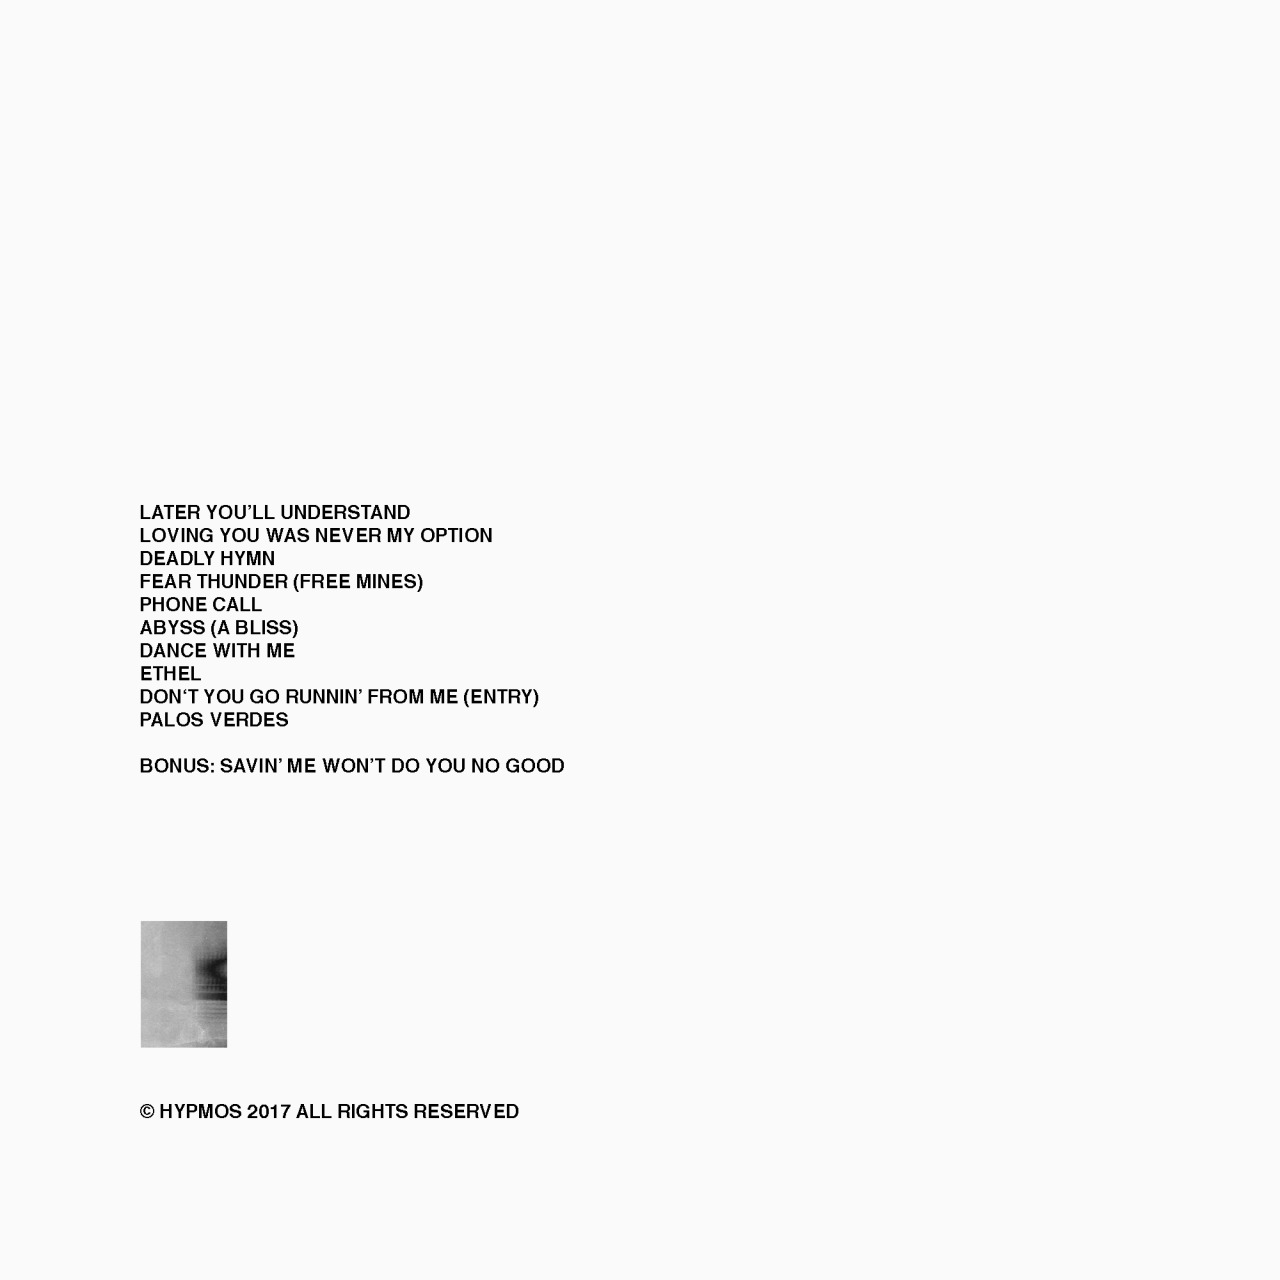 LATER YOU’LL UNDERSTAND
LOVING YOU WAS NEVER MY OPTION
DEADLY HYMN
FEAR THUNDER (FREE MINES)
PHONE CALL
ABYSS (A BLISS)
DANCE WITH ME
ETHEL
DON‘T YOU GO RUNNIN’ FROM ME (ENTRY)
PALOS VERDES
BONUS: SAVIN’ ME WON’T DO YOU NO GOOD
© HYPMOS 2017 ALL RIGHTS RESERVED